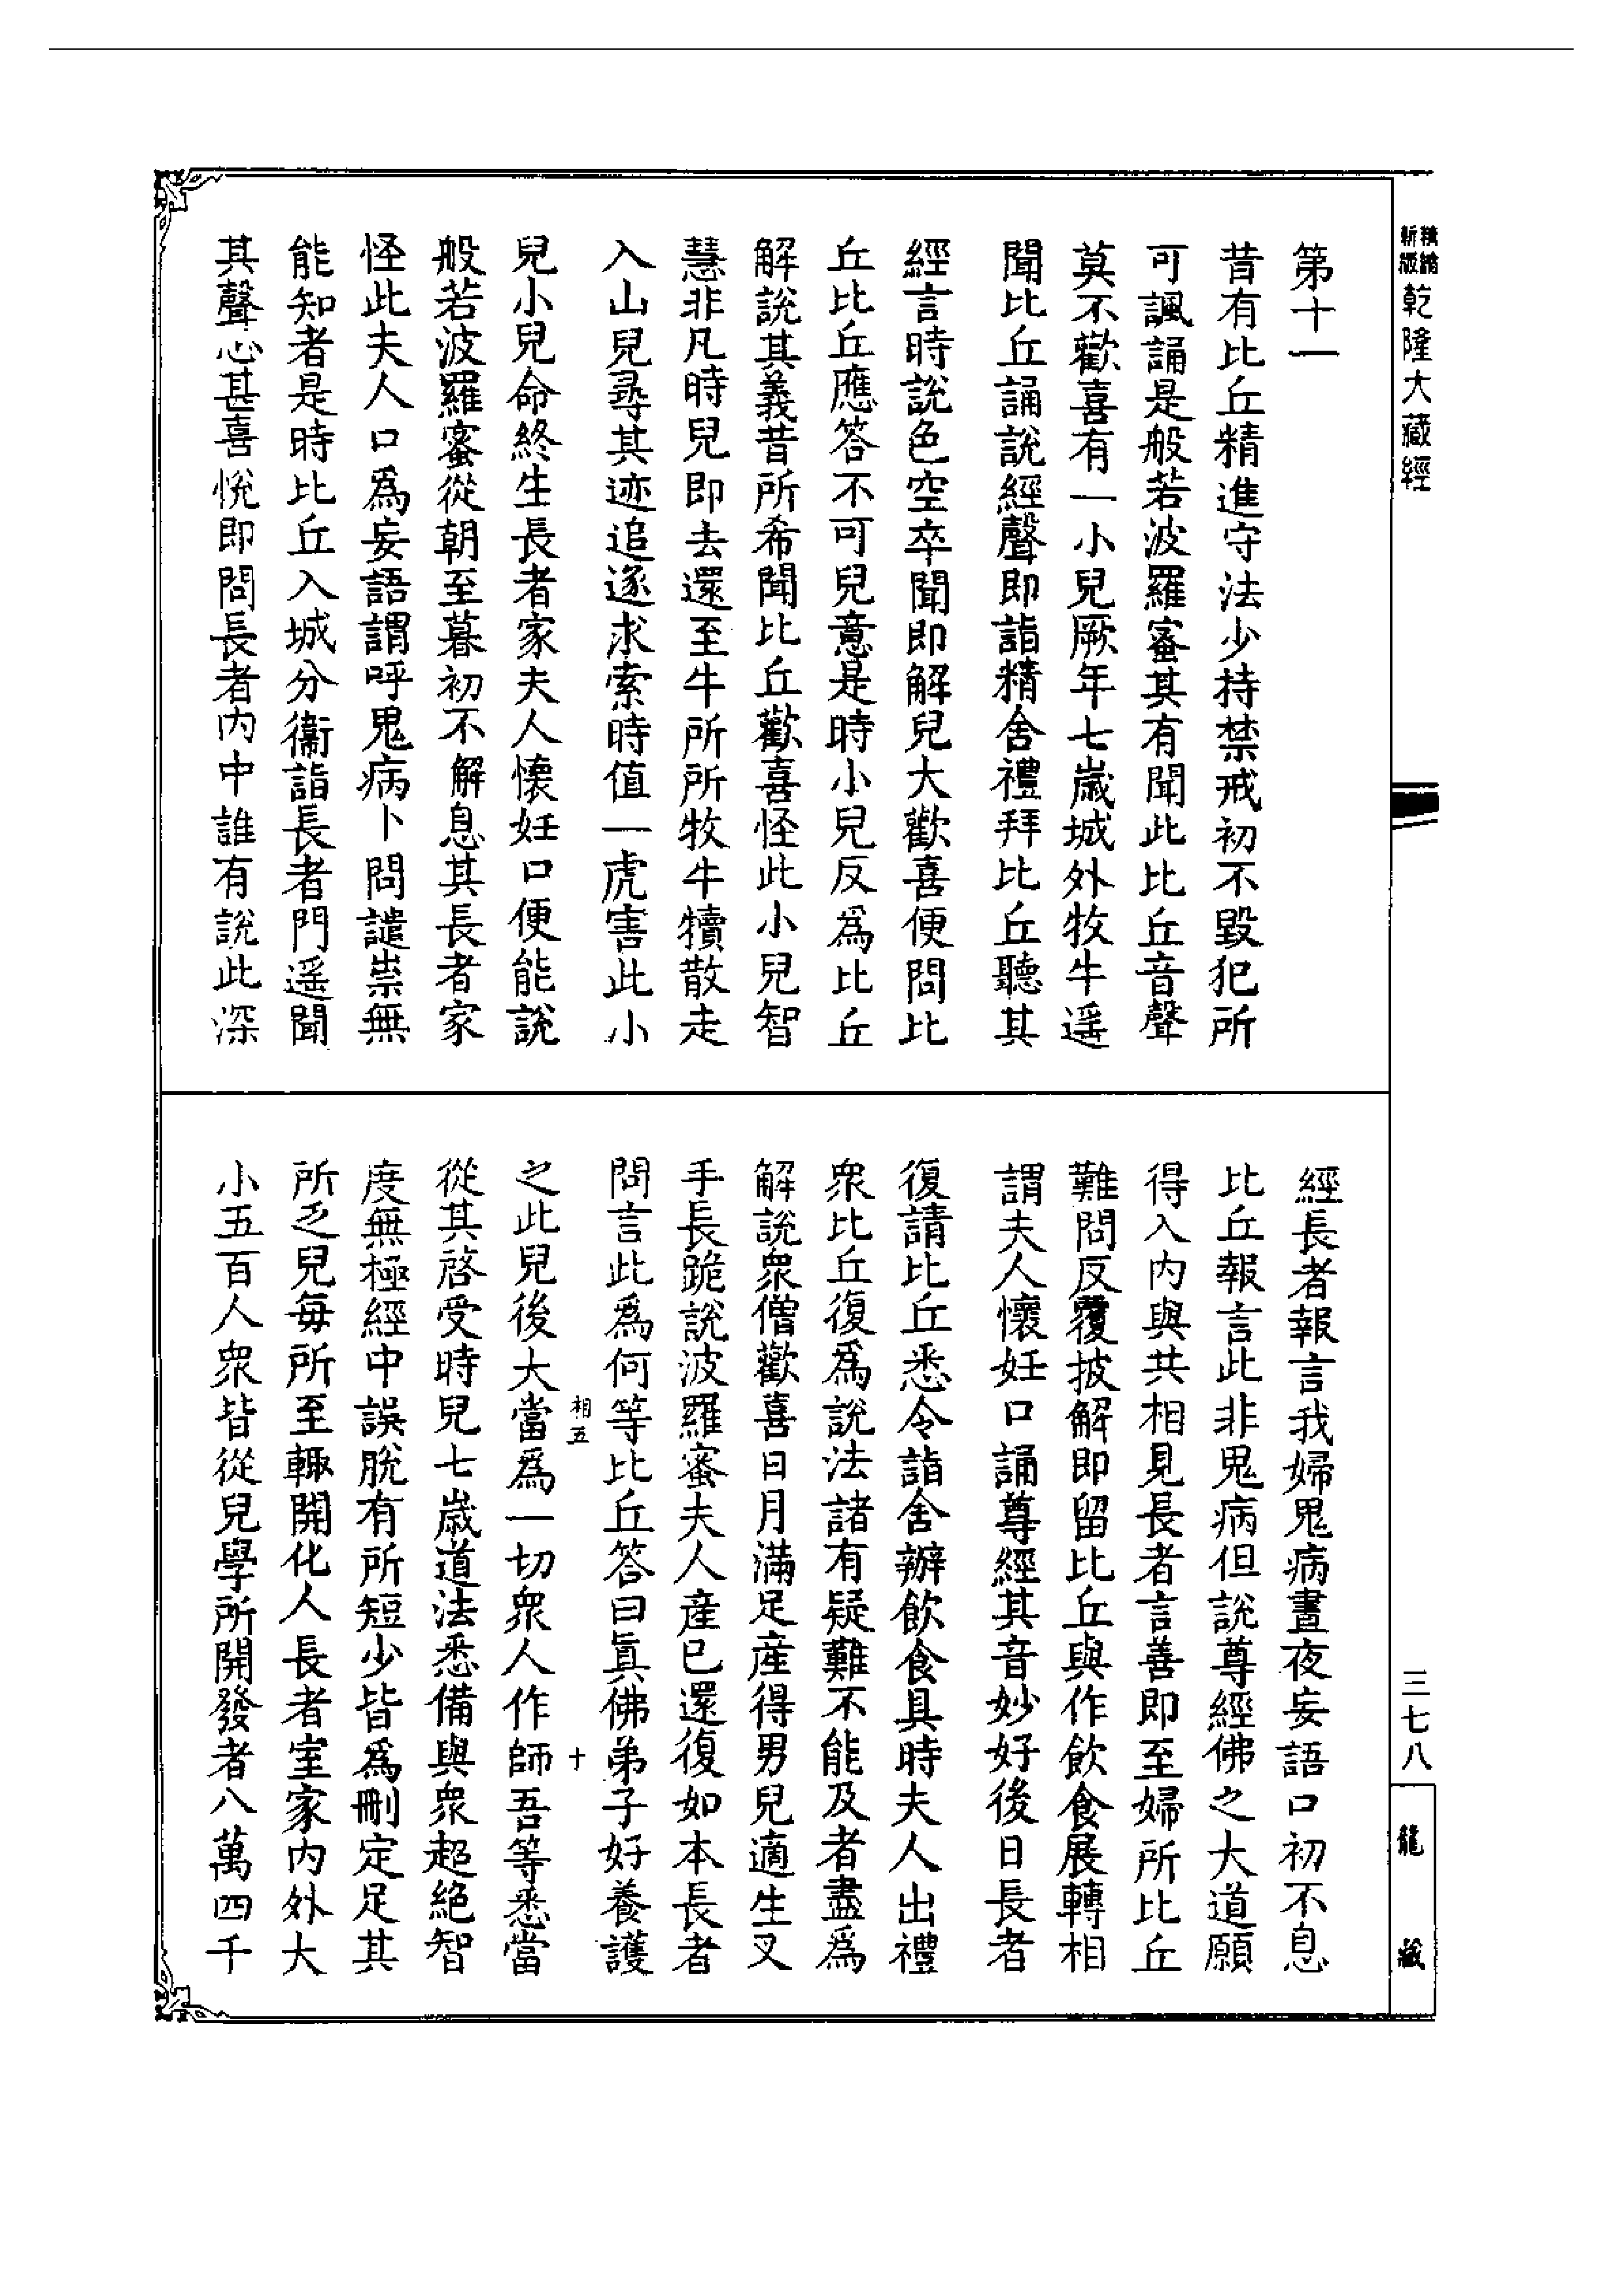 精編新版乾隆大藏經
第十一
昔有比丘精進守法少持禁戒初不毀犯所
可諷誦是般若波羅蜜其有聞此比丘音聲
莫不歡喜有一小兒厥年七歲城外牧牛遥
聞比丘誦說經聲即詣精舍禮拜比丘聽其
經言時說色空卒聞即解兒大歡喜便問比
丘比丘應答不可兒意是時小兒反爲比丘
解說其義昔所希聞比丘歡喜怪此小兒智
慧非凡時兒即去還至牛所所牧牛犢散走
入山兒尋其迹追逐求索時值一虎害此小
兒小兒命終生長者家夫人懷妊口便能說
般若波羅蜜從朝至暮初不解息其長者家
怪此夫人口爲妄語謂呼鬼病卜問譴祟無
能知者是時比丘入城分衞詣長者門遥聞
其聲心甚喜悅即問長者内中誰有說此深
經長者報言我婦鬼病晝夜妄語口初不息
比丘報言此非鬼病但說尊經佛之大道願
得入内與共相見長者言善即至婦所比丘
難問反覆披解即留比丘與作飲食展轉相
謂夫人懷妊口誦尊經其音妙好後日長者
復請比丘悉令詣舍辦飲食具時夫人出禮
衆比丘復爲說法諸有疑難不能及者盡爲
解說衆僧歡喜日月滿足産得男兒適生叉
手長跪說波羅蜜夫人産已還復如本長者
問言此爲何等比丘答曰眞佛弟子好養護
相五 十
之此兒後大當爲一切衆人作師吾等悉當
從其啓受時兒七歲道法悉備與衆超絶智
度無極經中誤脫有所短少皆爲刪定足其
所乏兒每所至輙開化人長者室家内外大
小五百人衆皆從兒學所開發者八萬四千
三七八
龍藏